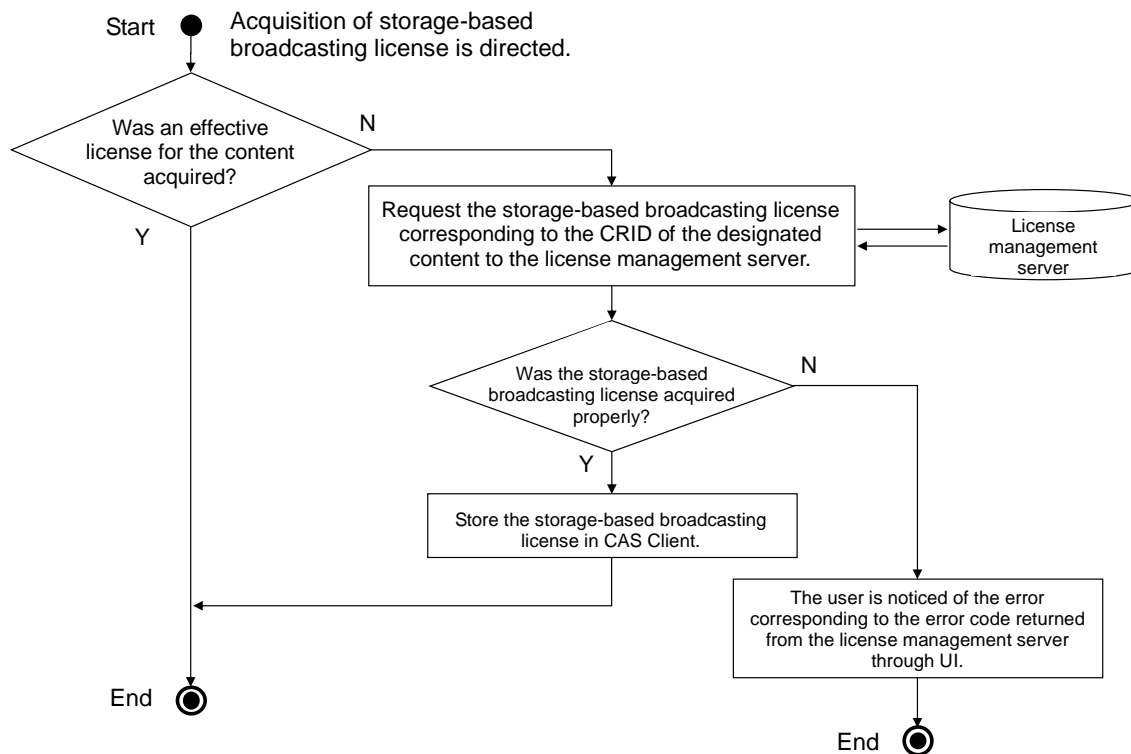 Start
Acquisition of storage-based
broadcasting license is directed.
Was an effective
license for the content
acquired?
N
Y
Request the storage-based broadcasting license
corresponding to the CRID of the designated
content to the license management server.
License
management
server
Was the storage-based
broadcasting license acquired
properly?
N
Y
Store the storage-based broadcasting
license in CAS Client.
The user is noticed of the error
corresponding to the error code returned
from the license management server
through UI.
End
End